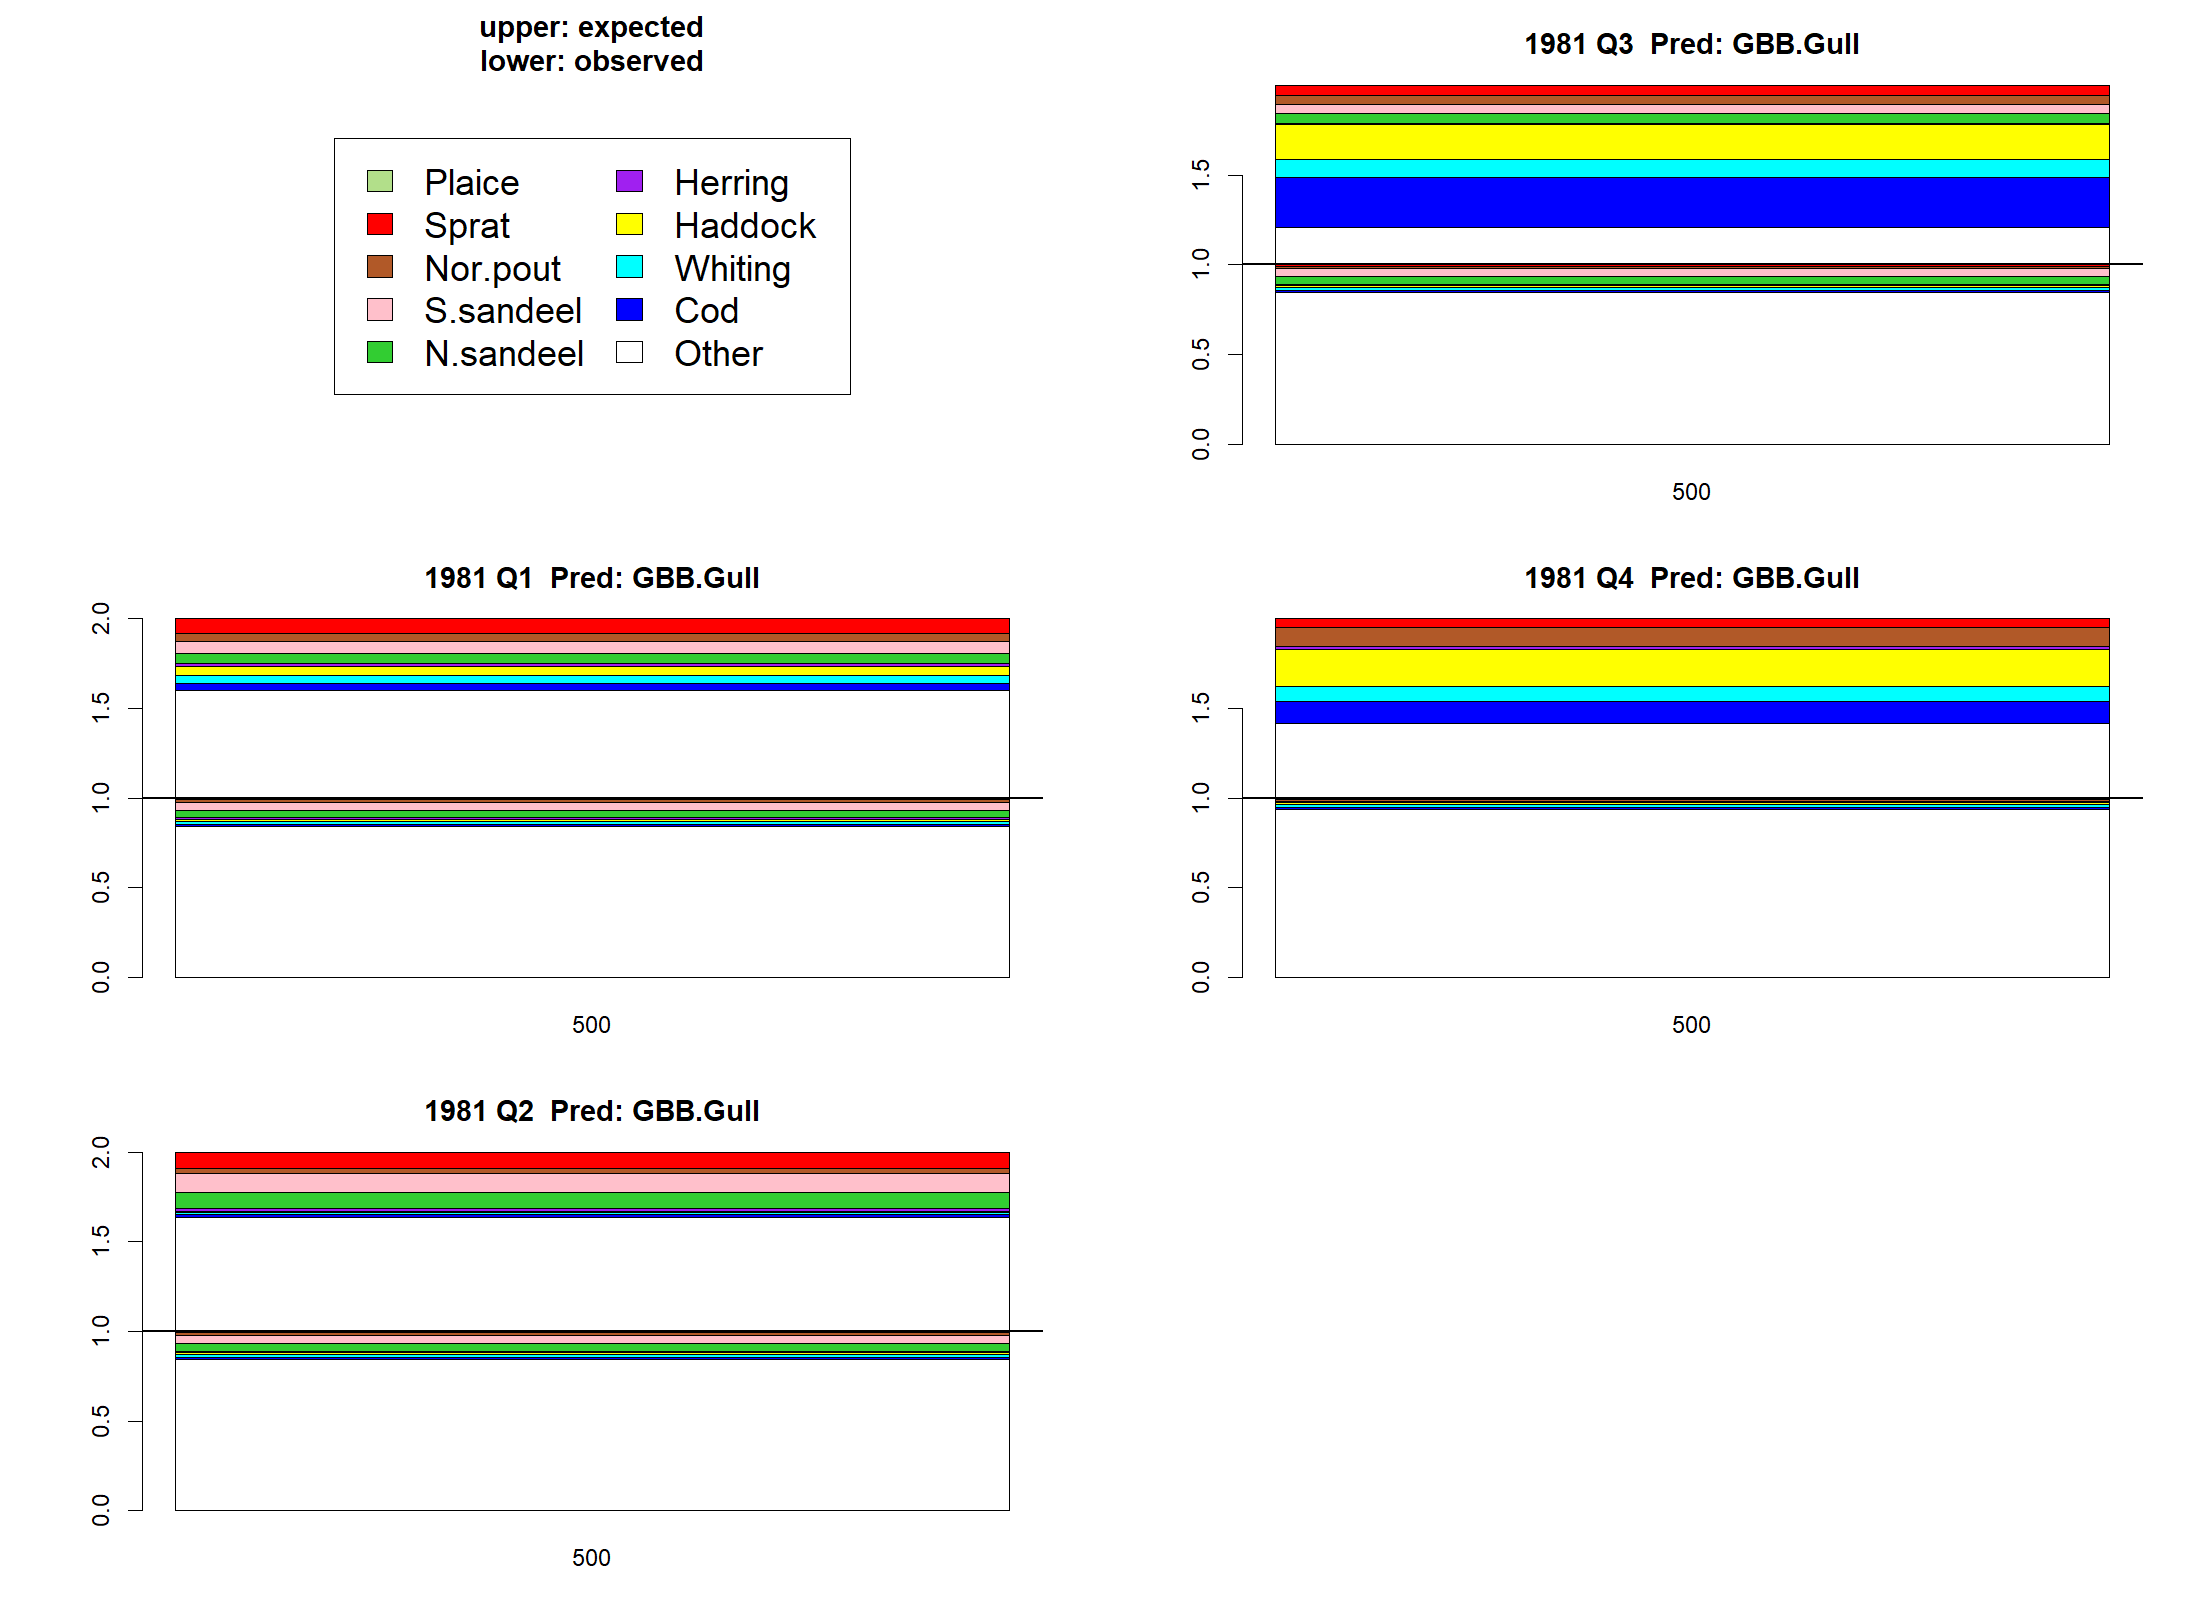 upper: expected
lower: observed
Plaice
Sprat
Nor.pout
S.sandeel
N.sandeel
Herring
Haddock
Whiting
Cod
Other
1981 Q3  Pred: GBB.Gull
1.5
1.0
0.5
0.0
500
1981 Q1  Pred: GBB.Gull
2.0
1.5
1.0
0.5
0.0
500
1981 Q4  Pred: GBB.Gull
1.5
1.0
0.5
0.0
500
1981 Q2  Pred: GBB.Gull
2.0
1.5
1.0
0.5
0.0
500